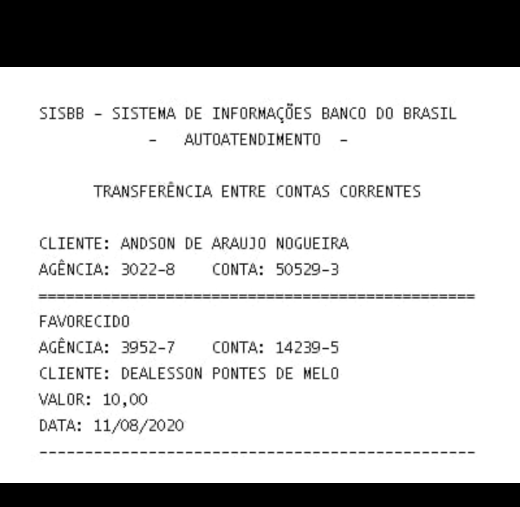 SISBB - SISTEMA DE INFORMAÇÕES BANCO DO BRASIL
- AUTOATENDIMENTO -
TRANSFERÊNCIA ENTRE CONTAS CORRENTES
CLIENTE: ANDSON DE ARAUJO NOGUEIRA
AGÊNCIA: 3022-8 CONTA: 50529-3
================================================
FAVORECIDO
AGÊNCIA: 3952-7 CONTA: 14239-5
CLIENTE: DEALESSON PONTES DE MELO
VALOR: 10,00
DATA: 11/08/2020
------------------------------------------------